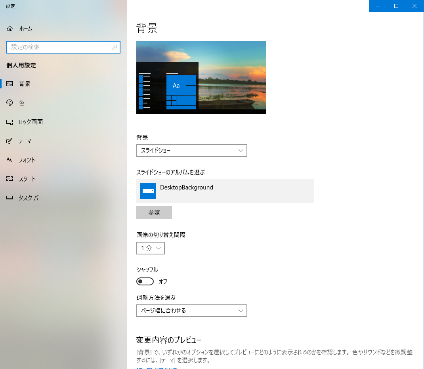 設定
ホーム
設定の検索
個人用設定
背景
色
ロック画面
テーマ
フォント
スタート
タスク バー
背景
Aa
背景
スライドショー
スライドショーのアルバムを選ぶ
DesktopBackground
参照
画像の切り替え間隔
1 分
シャッフル
オフ
調整方法を選ぶ
ページ幅に合わせる
変更内容のプレビュー